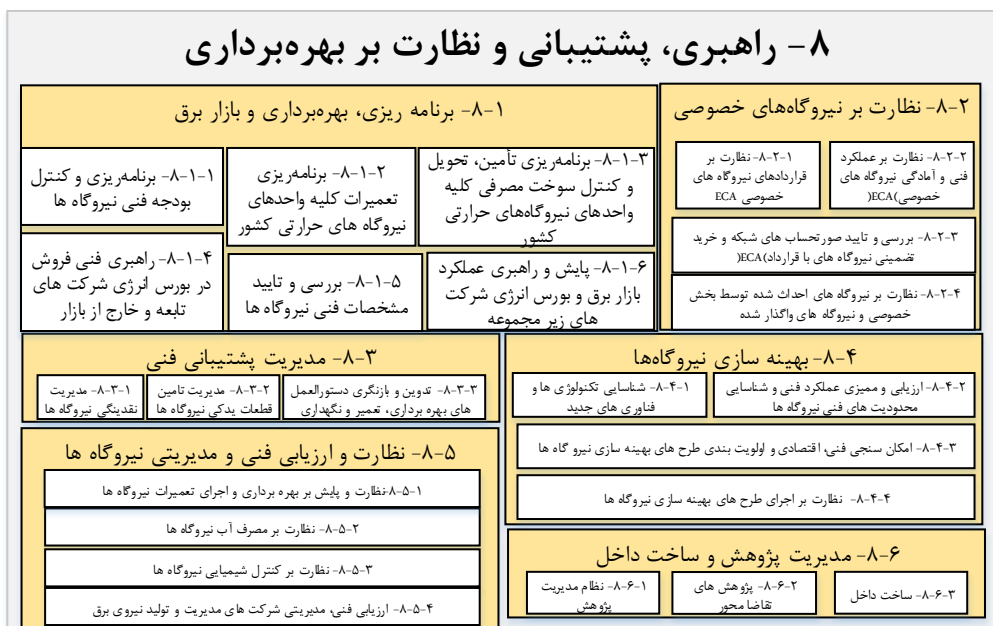 ۸- راهبری، پشتیبانی و نظارت بر بهره‌برداری
۸-۲- نظارت بر نیروگاه‌های خصوصی
۸-۲-۲- نظارت بر عملکرد
فنی و آمادگی نیروگاه های
خصوصی)ECA(
۸-۲-۱- نظارت بر
قراردادهای نیروگاه های
خصوصی ECA
۸-۲-۳- بررسی و تایید صورتحساب های شبکه و خرید
تضمینی نیروگاه های با قرارداد)ECA(
۸-۲-۴- نظارت بر نیروگاه های احداث شده توسط بخش
خصوصی و نیروگاه های واگذار شده
۸-۱- برنامه ریزی، بهره‌برداری و بازار برق
۸-۱-۳- برنامه‌ریزی تأمین، تحویل
و کنترل سوخت مصرفی کلیه
واحدهای نیروگاه‌های حرارتی
کشور
۸-۱-۲- برنامه‌ریزی
تعمیرات کلیه واحدهای
نیروگاه های حرارتی کشور
۸-۱-۱- برنامه‌ریزی و کنترل
بودجه فنی نیروگاه ها
۸-۱-۶- پایش و راهبری عملکرد
بازار برق و بورس انرژی شرکت
های زیر مجموعه
۸-۱-۵- بررسی و تایید
مشخصات فنی نیروگاه ها
۸-۱-۴- راهبری فنی فروش
در بورس انرژی شرکت های
تابعه و خارج از بازار
۸-۴- بهینه سازی نیروگاه‌ها
۸-۴-۲- ارزیابی و ممیزی عملکرد فنی و شناسایی
محدودیت های فنی نیروگاه ها
۸-۴-۱- شناسایی تکنولوژی ها و
فناوری های جدید
۸-۴-۳- امکان سنجی فنی، اقتصادی و اولویت بندی طرح های بهینه سازی نیرو گاه ها
۸-۴-۴- نظارت بر اجرای طرح های بهینه سازی نیروگاه ها
۸-۳- مدیریت پشتیبانی فنی
۸-۳-۳- تدوین و بازنگری دستورالعمل
های بهره برداری، تعمیر و نگهداری
۸-۳-۲- مدیریت تامین
قطعات یدکی نیروگاه ها
۸-۳-۱- مدیریت
نقدینگی نیروگاه ها
۸-۵- نظارت و ارزیابی فنی و مدیریتی نیروگاه ها
۸-۵-۱-نظارت و پایش بر بهره برداری و اجرای تعمیرات نیروگاه ها
۸-۵-۲- نظارت بر مصرف آب نیروگاه ها
۸-۵-۳- نظارت بر کنترل شیمیایی نیروگاه ها
۸-۵-۴- ارزیابی فنی، مدیریتی شرکت های مدیریت و تولید نیروی برق
۸-۶- مدیریت پژوهش و ساخت داخل
۸-۶-۳- ساخت داخل
۸-۶-۲- پژوهش های
تقاضا محور
۸-۶-۱- نظام مدیریت
پژوهش